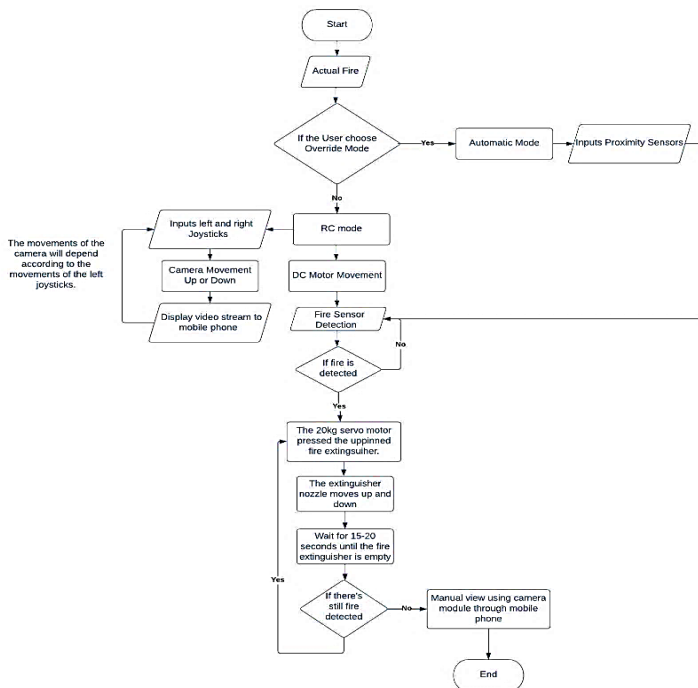 Start
Actual Fire
If the User choose
Override Mode
Yes
Automatic Mode
Inputs Proximity Sensors
No
Inputs left and right
Joysticks
RC mode
The movements of the
camera will depend
according to the
movements of the left
joysticks.
Camera Movement
Up or Down
DC Motor Movement
Display video stream to
mobile phone
Fire Sensor
Detection
No
If fire is
detected
Yes
The 20kg servo motor
pressed the uppinned
fire extingsuiher.
The extinguisher
nozzle moves up and
down
Wait for 15-20
seconds until the fire
extinguisher is empty
Yes
If there's
still fire
detected
No
Manual view using camera
module through mobile
phone
End